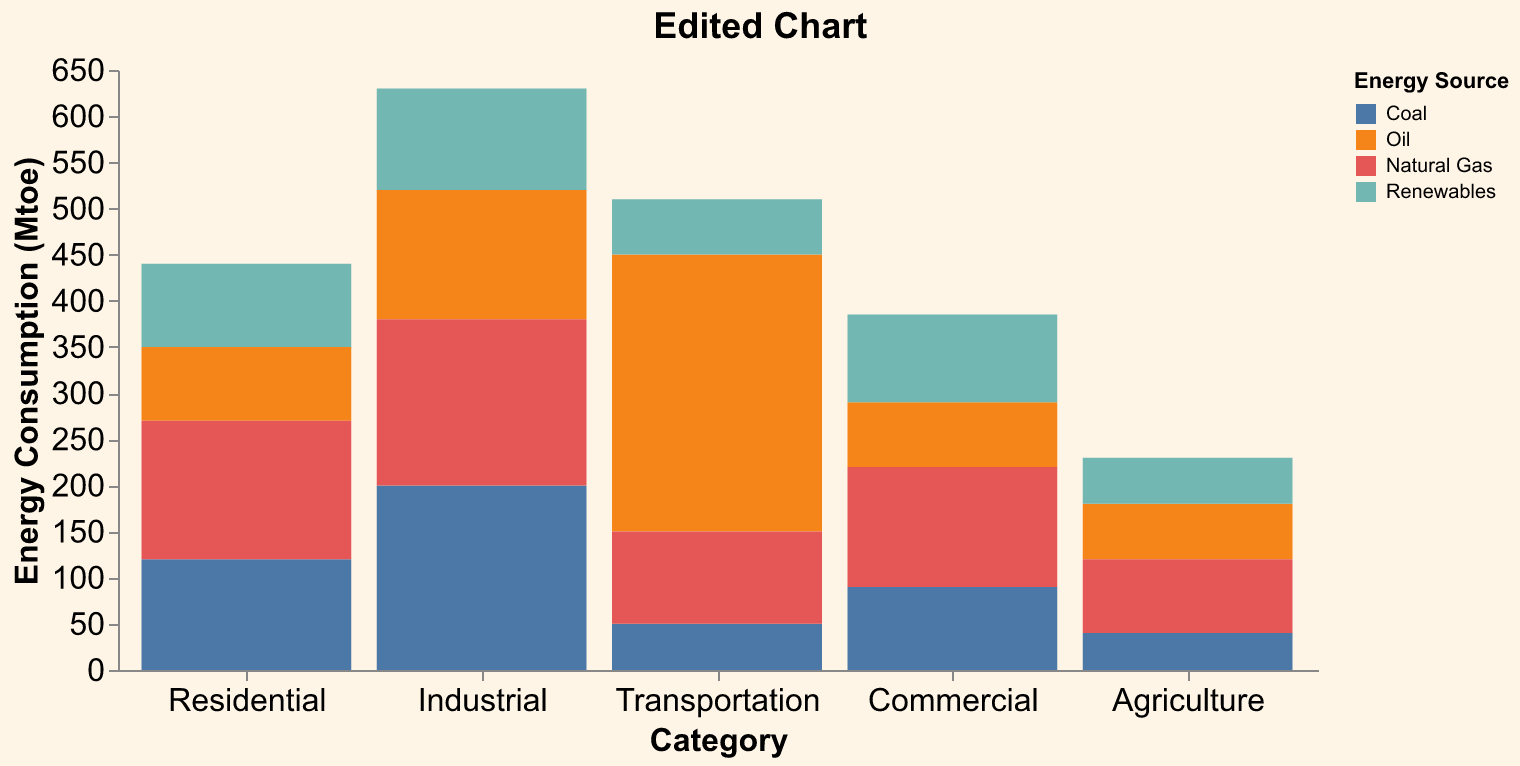 Edited Chart
Energy Consumption (Mtoe)
650
600
550
500
450
400
350
300
250
200
150
100
50
0
Residential
Industrial
Transportation
Commercial
Agriculture
Category
Energy Source
Coal
Oil
Natural Gas
Renewables